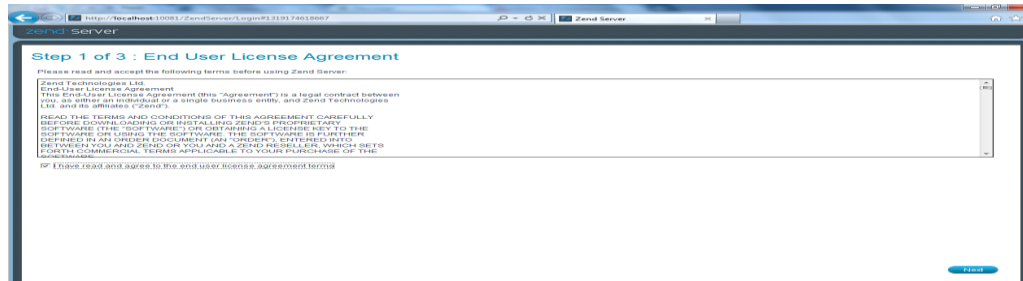 http://localhost:10081/ZendServer/Login#1319174618667
Zend Server
zend server
Step 1 of 3 : End User License Agreement
Please read and accept the following terms before using Zend Server:
Zend Technologies Ltd.
End-User License Agreement
This End-User License Agreement (this "Agreement") is a legal contract between
you, as either an individual or a single business entity, and Zend Technologies
Ltd. and its affiliates ("Zend").
READ THE TERMS AND CONDITIONS OF THIS AGREEMENT CAREFULLY
BEFORE DOWNLOADING OR INSTALLING ZEND'S PROPRIETARY
SOFTWARE (THE "SOFTWARE") OR OBTAINING A LICENSE KEY TO THE
SOFTWARE OR USING THE SOFTWARE. THE SOFTWARE IS FURTHER
DEFINED IN AN ORDER DOCUMENT (AN "ORDER"), ENTERED INTO
BETWEEN YOU AND ZEND OR YOU AND A ZEND RESELLER, WHICH SETS
FORTH COMMERCIAL TERMS APPLICABLE TO YOUR PURCHASE OF THE
SOFTWARE
I have read and agree to the end user license agreement terms
Next